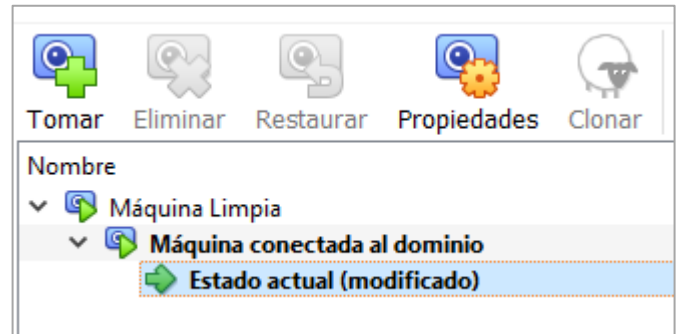 Tomar Eliminar Restaurar Propiedades Clonar
Nombre
Máquina Limpia
Máquina conectada al dominio
Estado actual (modificado)